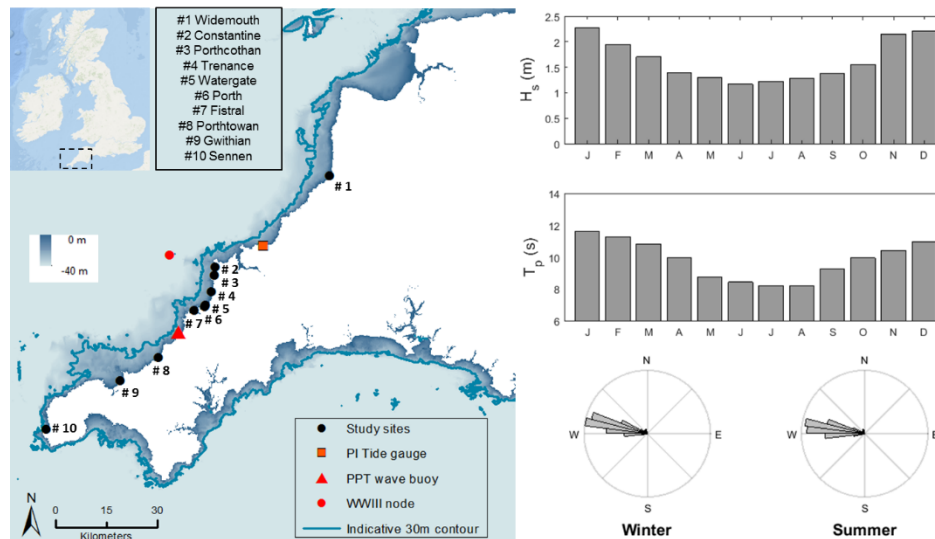 #1 Widemouth
#2 Constantine
#3 Porthcothan
#4 Trenance
#5 Watergate
#6 Porth
#7 Fistral
#8 Porthtowan
#9 Gwithian
#10 Sennen
0 m
-40 m
# 1
# 2
# 3
# 4
# 5
# 6
# 7
# 8
# 9
# 10
N
0 15 30
Kilometers
Study sites
PI Tide gauge
PPT wave buoy
WWIII node
Indicative 30m contour
H_s (m)
2.5
2
1.5
1
0.5
0
J F M A M J J A S O N D
T_p (s)
14
12
10
8
6
J F M A M J J A S O N D
N
W E
S
Winter
N
W E
S
Summer